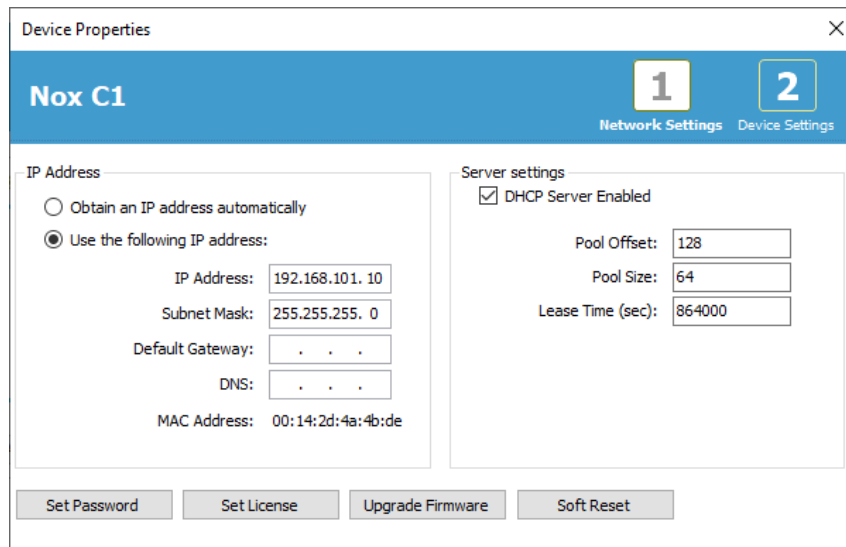 Device Properties
Nox C1
1
Network Settings
2
Device Settings
IP Address
Obtain an IP address automatically
Use the following IP address:
IP Address: 192.168.101. 10
Subnet Mask: 255.255.255. 0
Default Gateway: . . .
DNS: . . .
MAC Address: 00:14:2d:4a:4b:de
Server settings
DHCP Server Enabled
Pool Offset: 128
Pool Size: 64
Lease Time (sec): 864000
Set Password
Set License
Upgrade Firmware
Soft Reset